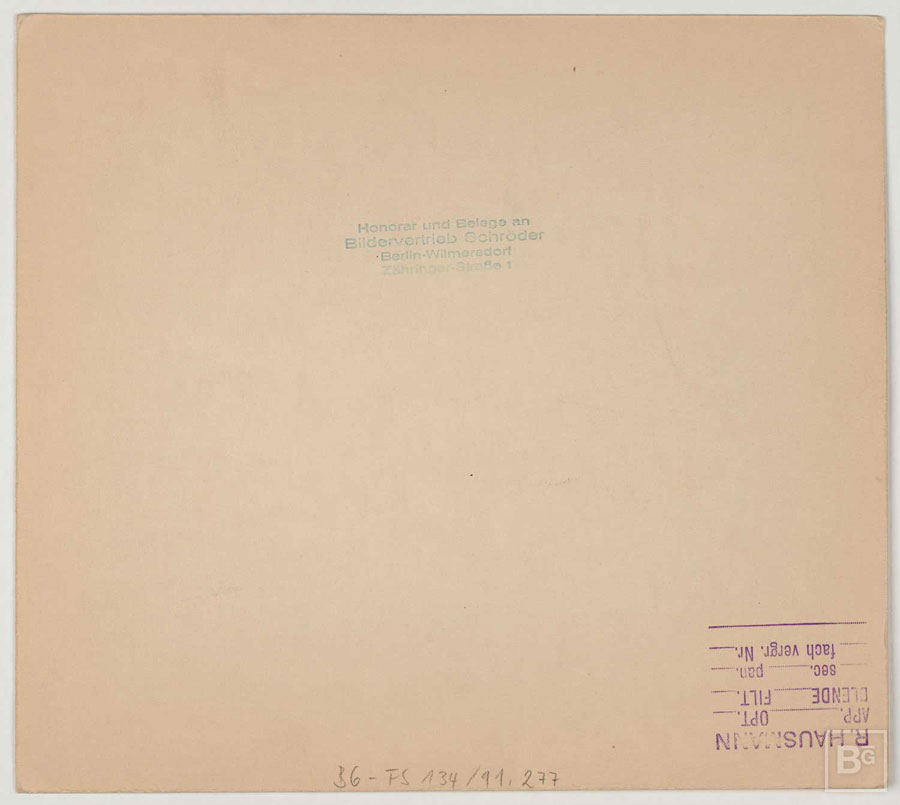 Honorar und Belege an
Bildervertrieb Schröder
Berlin-Wilmersdorf
Zähringer-Straße 1
R. HAUSMANN
APP. OPT.
BLENDE FILT.
sec. pan.
fach vergr. Nr.
BG - FS 134/91, 277
BG